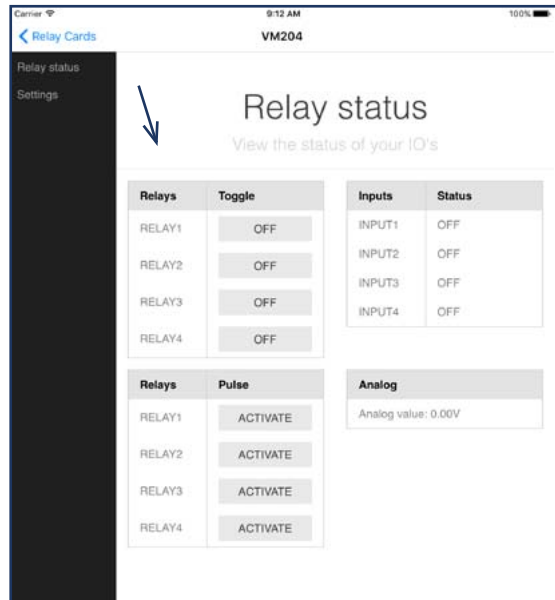 Carrier 9:12 AM 100%
Relay Cards VM204
Relay status
Settings
Relay status
View the status of your IO's
Relays Toggle
RELAY1 OFF
RELAY2 OFF
RELAY3 OFF
RELAY4 OFF
Inputs Status
INPUT1 OFF
INPUT2 OFF
INPUT3 OFF
INPUT4 OFF
Relays Pulse
RELAY1 ACTIVATE
RELAY2 ACTIVATE
RELAY3 ACTIVATE
RELAY4 ACTIVATE
Analog
Analog value: 0.00V